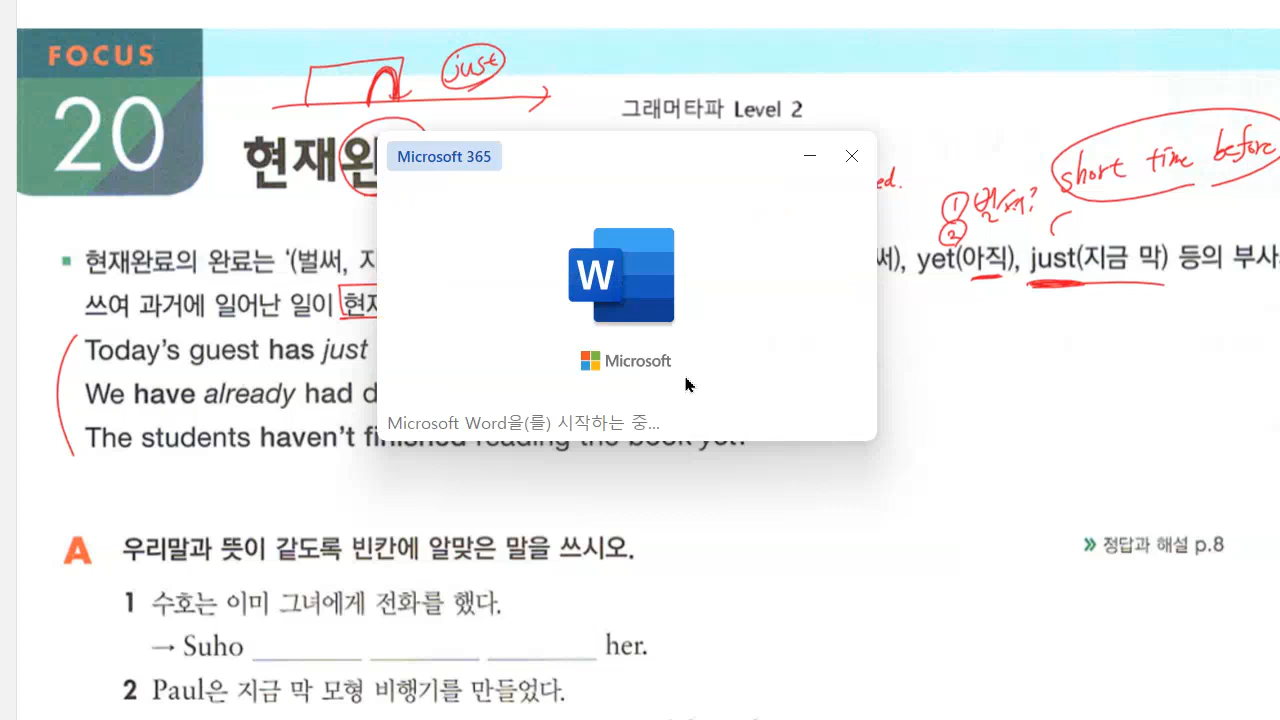 FOCUS
20
just
그래머타파 Level 2
현재완
ed.
short time before
① 벌써?
②
현재완료의 완료는 ‘(벌써, 지
써), yet(아직), just(지금 막) 등의 부사
쓰여 과거에 일어난 일이 현재
Today’s guest has just
We have already had d
The students haven’t finished reading the book yet.
Microsoft 365
W
Microsoft
Microsoft Word을(를) 시작하는 중...
A 우리말과 뜻이 같도록 빈칸에 알맞은 말을 쓰시오.
» 정답과 해설 p.8
1 수호는 이미 그녀에게 전화를 했다.
→ Suho ________ ________ ________ her.
2 Paul은 지금 막 모형 비행기를 만들었다.